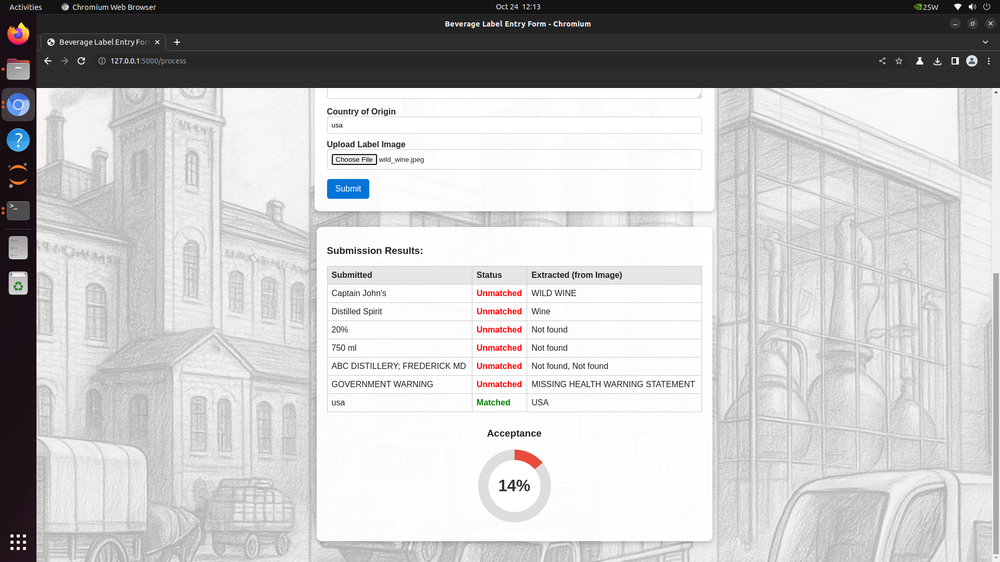 Activities
Chromium Web Browser
Oct 24 12:13
25W
Beverage Label Entry Form - Chromium
Beverage Label Entry For
127.0.0.1:5000/process
Country of Origin
usa
Upload Label Image
Choose File wild_wine.jpeg
Submit
Submission Results:
Submitted Status Extracted (from Image)
Captain John's Unmatched WILD WINE
Distilled Spirit Unmatched Wine
20% Unmatched Not found
750 ml Unmatched Not found
ABC DISTILLERY; FREDERICK MD Unmatched Not found, Not found
GOVERNMENT WARNING Unmatched MISSING HEALTH WARNING STATEMENT
usa Matched USA
Acceptance
BEER
BEER
14%